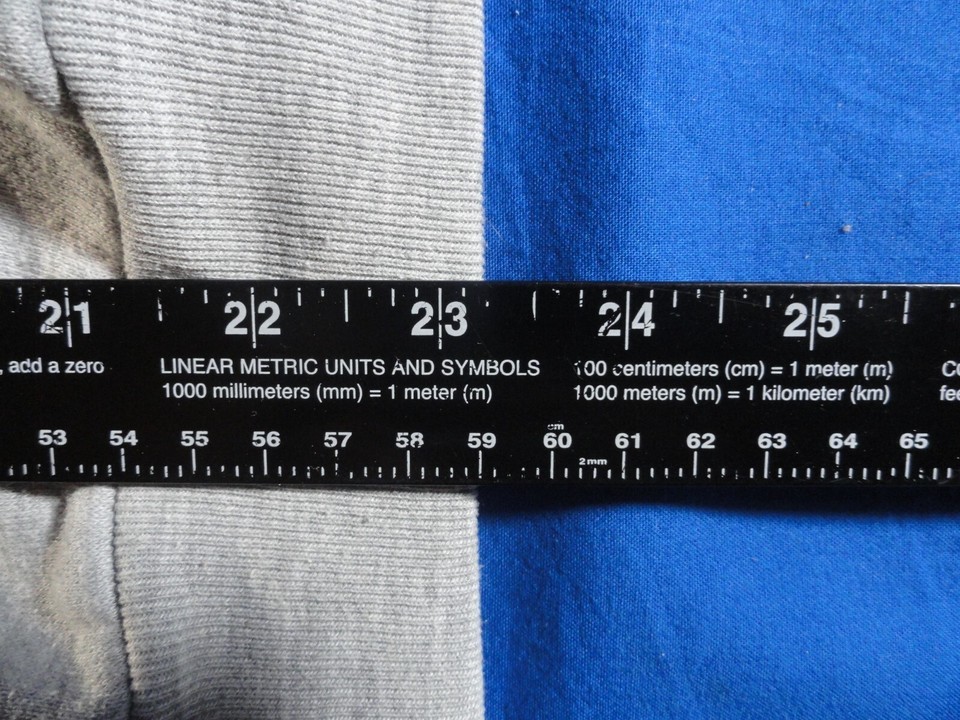 21 22 23 24 25
, add a zero LINEAR METRIC UNITS AND SYMBOLS 100 centimeters (cm) = 1 meter (m)
1000 millimeters (mm) = 1 meter (m) 1000 meters (m) = 1 kilometer (km)
cm
53 54 55 56 57 58 59 60 61 62 63 64 65
2mm